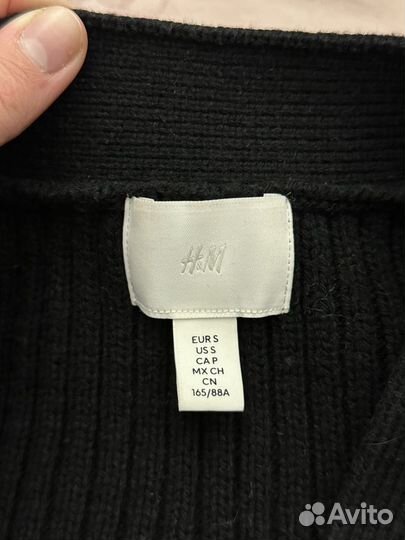 H&M
EUR S
US S
CA P
MX CH
CN
165/88A
Avito